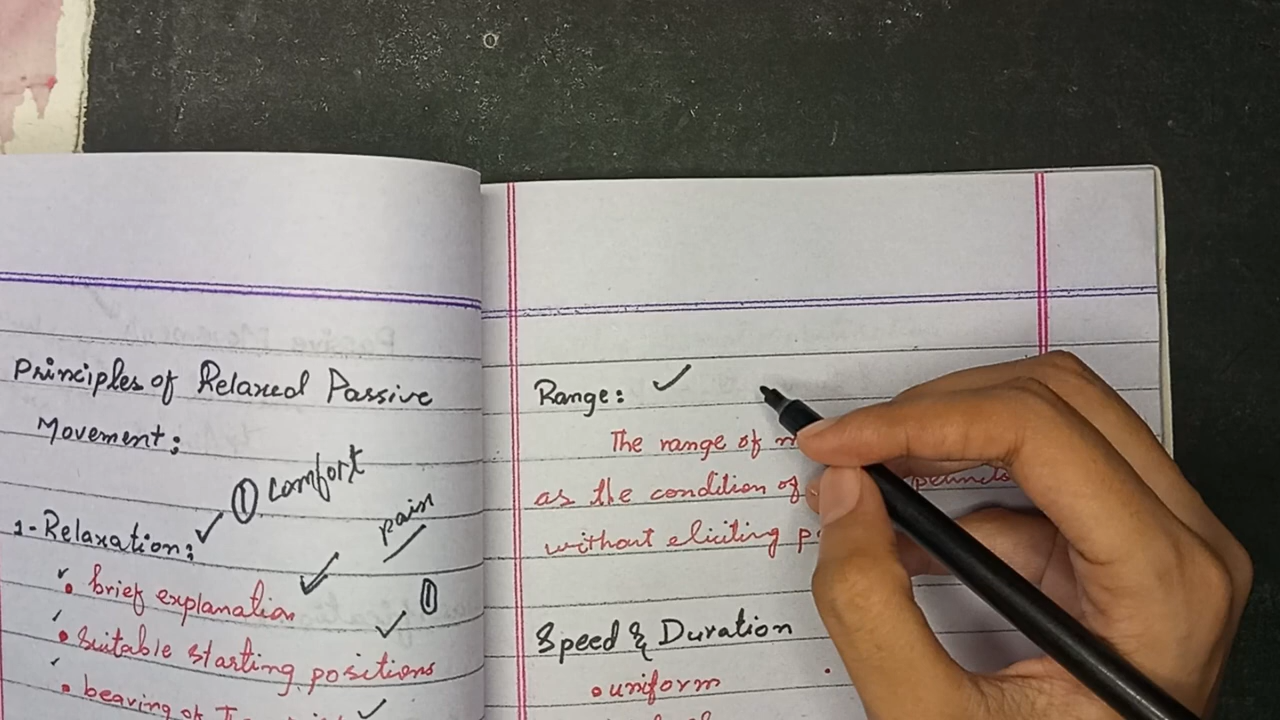 Principles of Relaxed Passive
Movement:
① Comfort
pain
1- Relaxation:
• brief explanation
①
• Suitable starting positions
• bearing of
Range:
The range of
as the condition of
without eliciting
Speed & Duration
• uniform